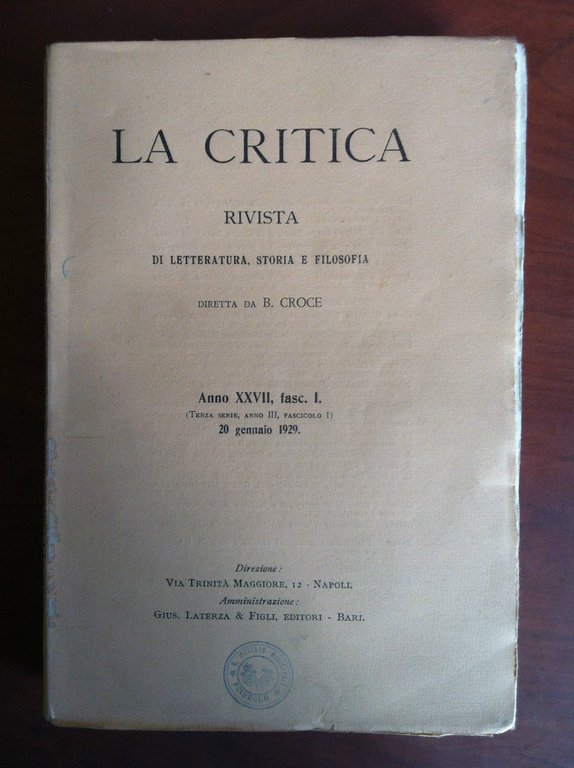 LA CRITICA
RIVISTA
DI LETTERATURA, STORIA E FILOSOFIA
DIRETTA DA B. CROCE
Anno XXVII, fasc. I.
(TERZA SERIE, ANNO III, FASCICOLO I)
20 gennaio 1929.
Direzione:
VIA TRINITÀ MAGGIORE, 12 - NAPOLI.
Amministrazione:
GIUS. LATERZA & FIGLI, EDITORI - BARI.
PINEROLO